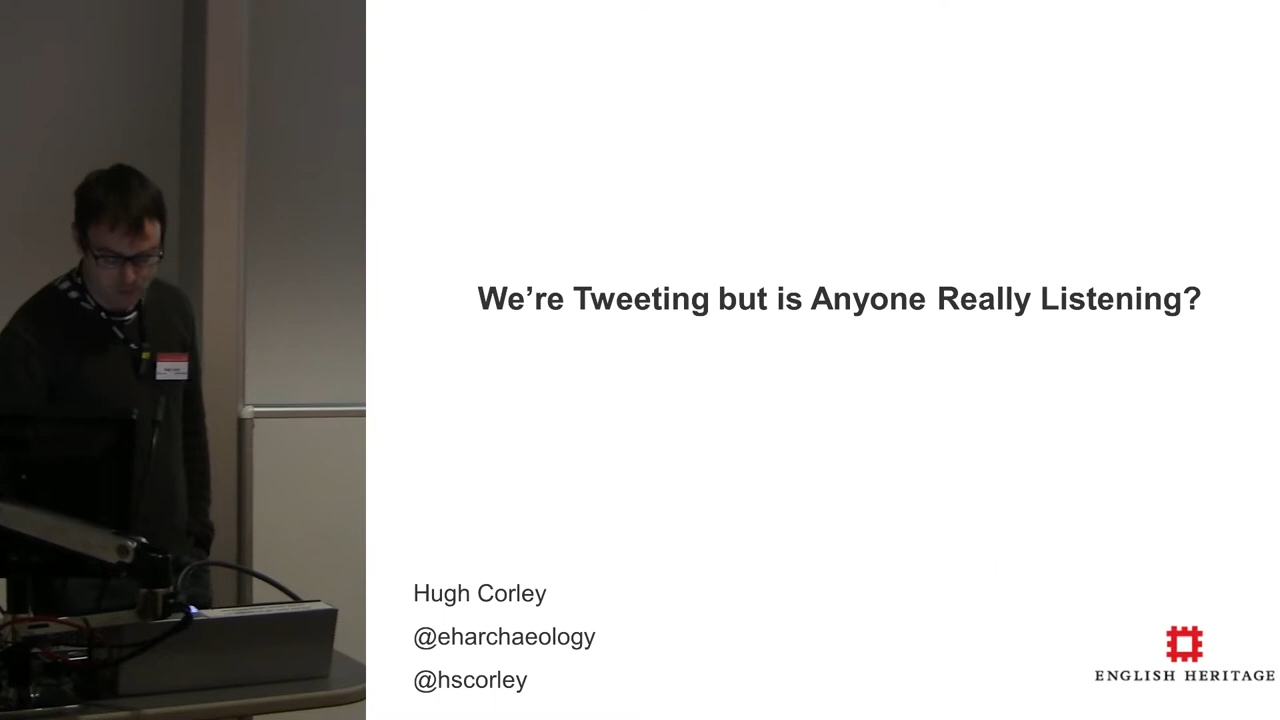 We’re Tweeting but is Anyone Really Listening?
Hugh Corley
@eharchaeology
@hscorley
ENGLISH HERITAGE